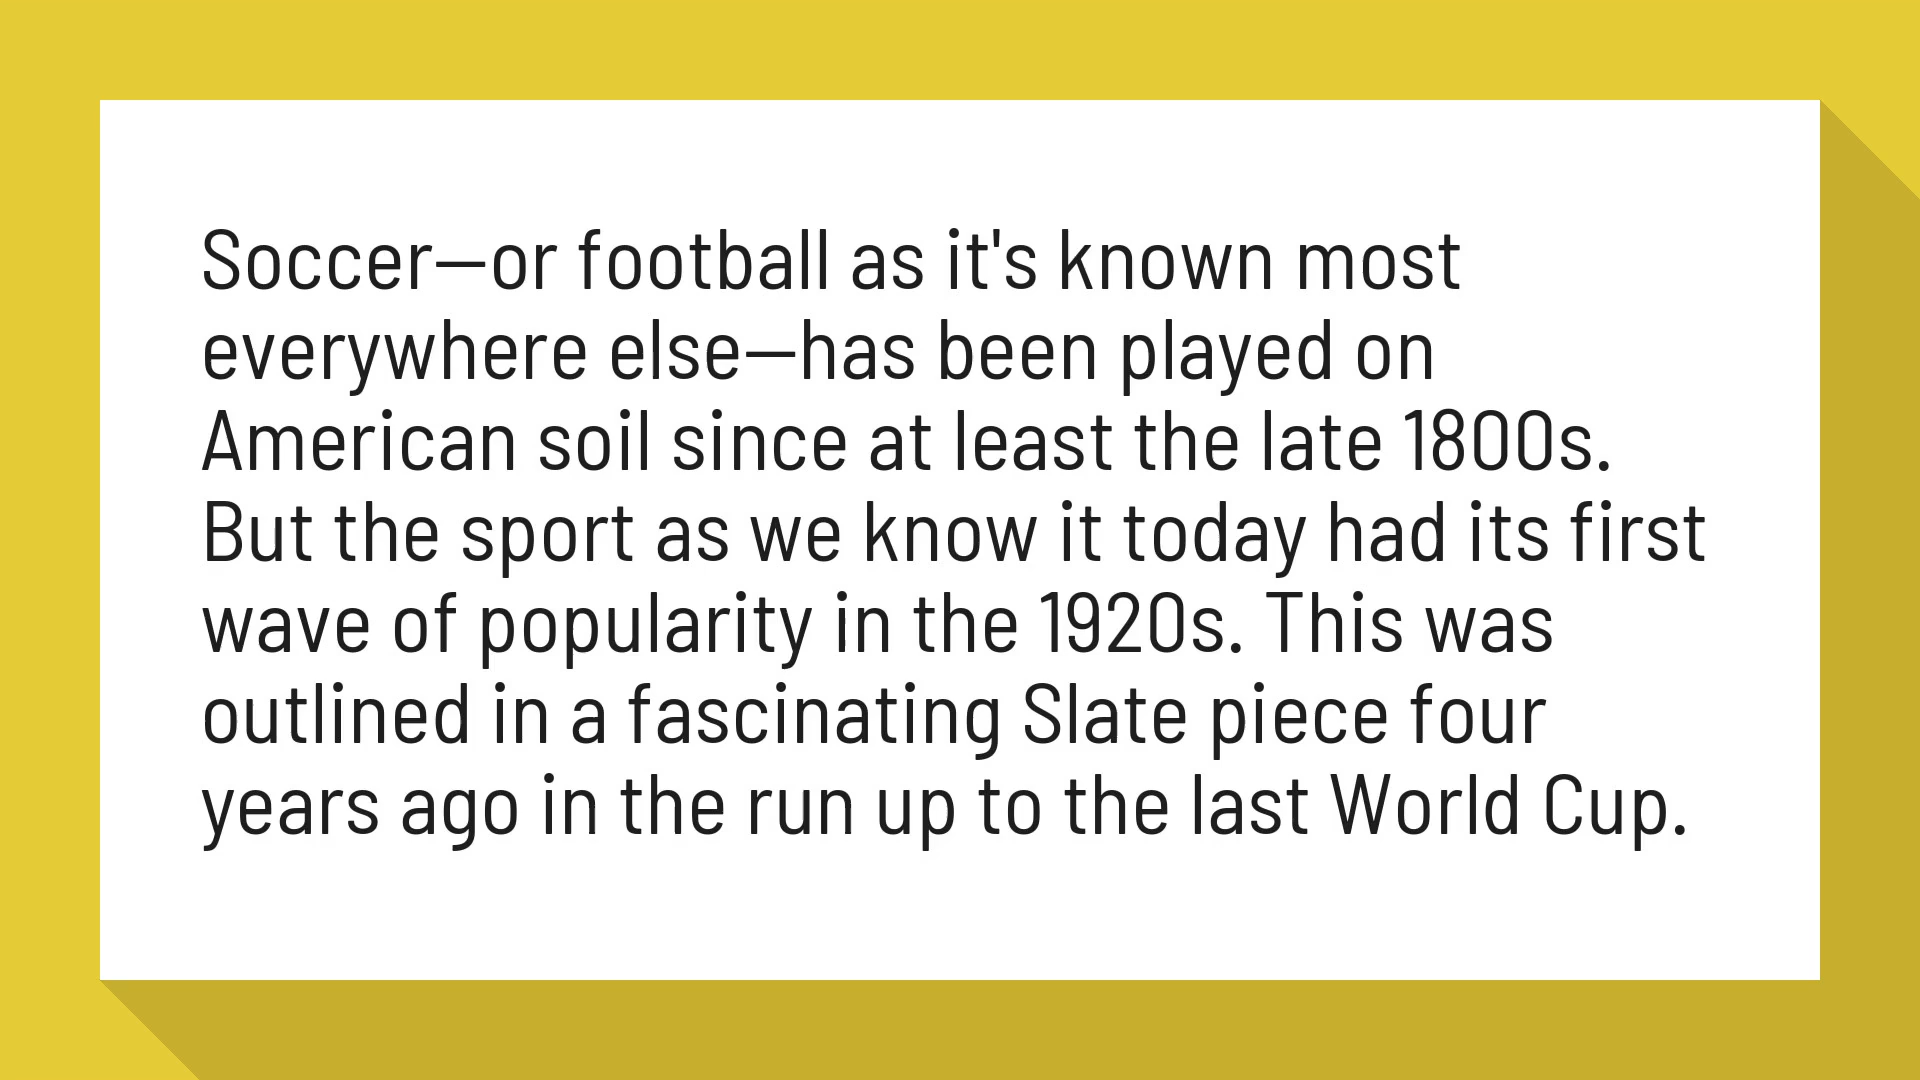 Soccer—or football as it's known most
everywhere else—has been played on
American soil since at least the late 1800s.
But the sport as we know it today had its first
wave of popularity in the 1920s. This was
outlined in a fascinating Slate piece four
years ago in the run up to the last World Cup.